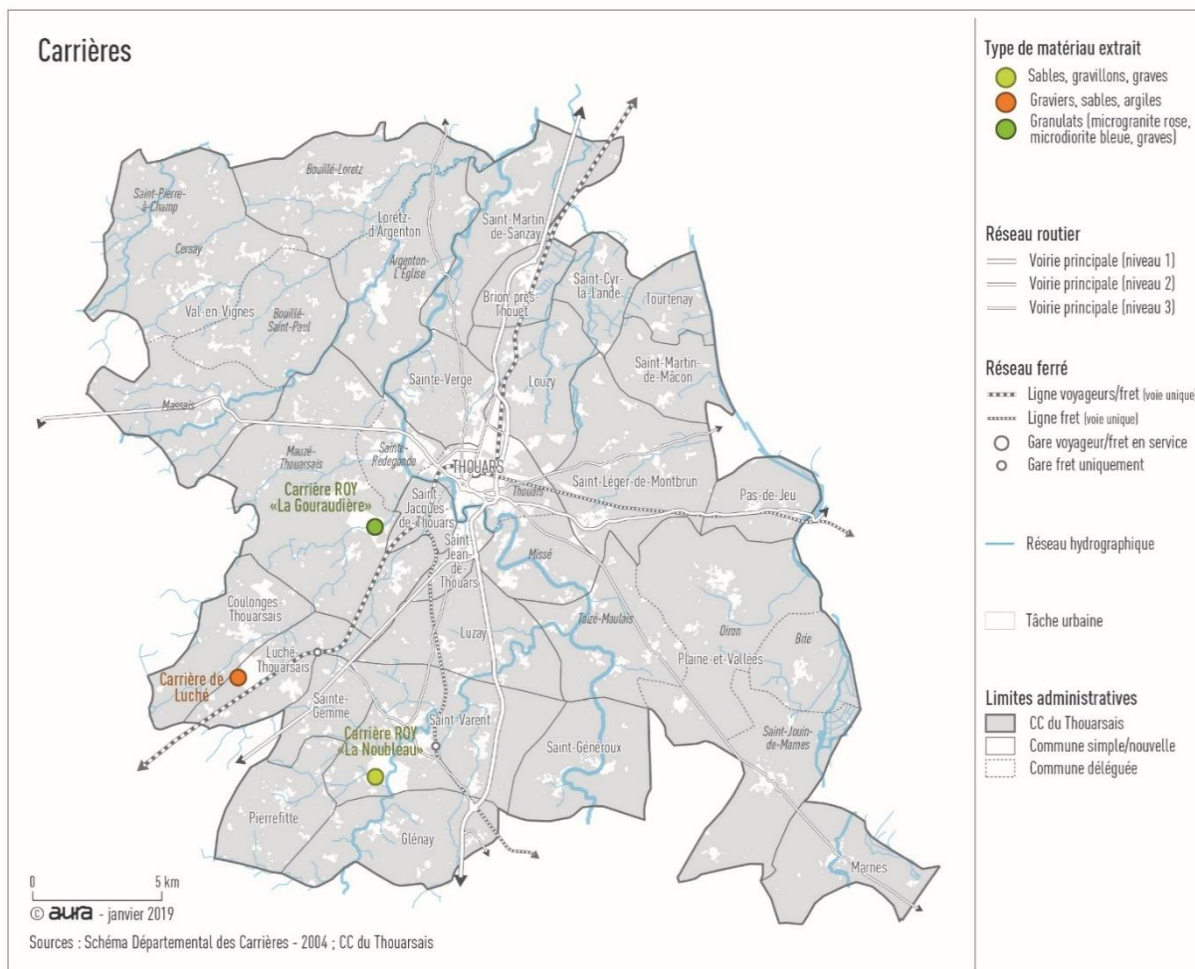 Carrières
Bouillé-Loretz
Saint-Pierre-
à-Champ
Cersay
Loretz-
d'Argenton
Argenton-
L'Église
Saint-Martin-
de-Sanzay
Brion-près-
Thouet
Saint-Cyr-
la-Lande
Tourtenay
Val-en-Vignes
Bouillé-
Saint-Paul
Saint-Martin-
de-Mâcon
Sainte-Verge
Louzy
Massais
Mauzé-
Thouarsais
Sainte-
Redegonde
THOUARS
Thouars
Saint-Léger-de-Montbrun
Pas-de-Jeu
Carrière ROY
«La Gouraudière»
Saint-
Jacques-
de-Thouars
Saint-
Jean-
de-
Thouars
Missé
Coulonges-
Thouarsais
Luzay
Taizé-Maulais
Oiron
Brie
Plaine-et-Vallées
Luché-
Thouarsais
Carrière de
Luché
Sainte-
Gemme
Carrière ROY
«La Noubleau»
Saint-Varent
Saint-Généroux
Saint-Jouin-
de-Marnes
Pierrefitte
Glénay
Marnes
0 5 km
© aura - janvier 2019
Sources : Schéma Départemental des Carrières - 2004 ; CC du Thouarsais
Type de matériau extrait
Sables, gravillons, graves
Graviers, sables, argiles
Granulats (microgranite rose,
microdiorite bleue, graves)
Réseau routier
Voirie principale (niveau 1)
Voirie principale (niveau 2)
Voirie principale (niveau 3)
Réseau ferré
Ligne voyageurs/fret (voie unique)
Ligne fret (voie unique)
Gare voyageur/fret en service
Gare fret uniquement
Réseau hydrographique
Tâche urbaine
Limites administratives
CC du Thouarsais
Commune simple/nouvelle
Commune déléguée